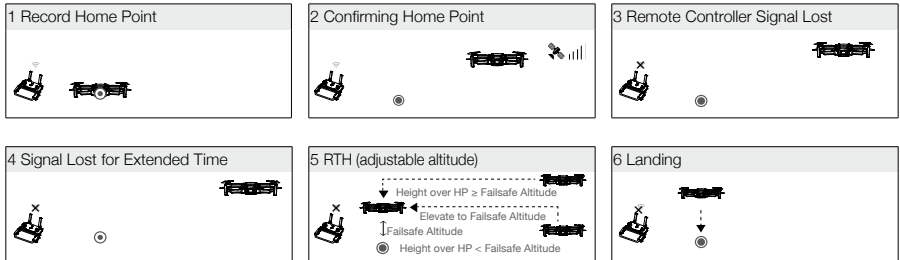 1 Record Home Point
2 Confirming Home Point
3 Remote Controller Signal Lost
4 Signal Lost for Extended Time
5 RTH (adjustable altitude)
Height over HP ≥ Failsafe Altitude
Elevate to Failsafe Altitude
Failsafe Altitude
Height over HP < Failsafe Altitude
6 Landing